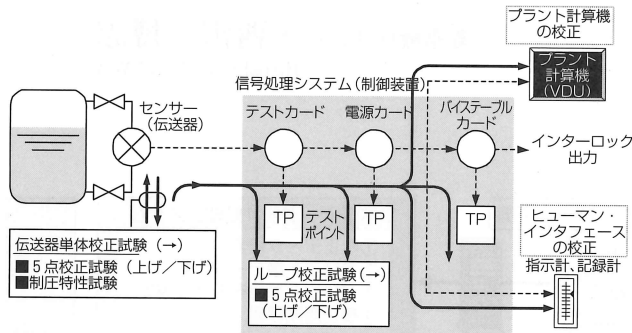 プラント計算機
の校正
プラント
計算機
(VDU)
信号処理システム(制御装置)
センサー
(伝送器)
テストカード
電源カード
バイステーブル
カード
インターロック
出力
TP
テスト
ポイント
TP
TP
伝送器単体校正試験(→)
■5点校正試験(上げ/下げ)
■制圧特性試験
ループ校正試験(→)
■5点校正試験
(上げ/下げ)
ヒューマン・
インタフェース
の校正
指示計、記録計